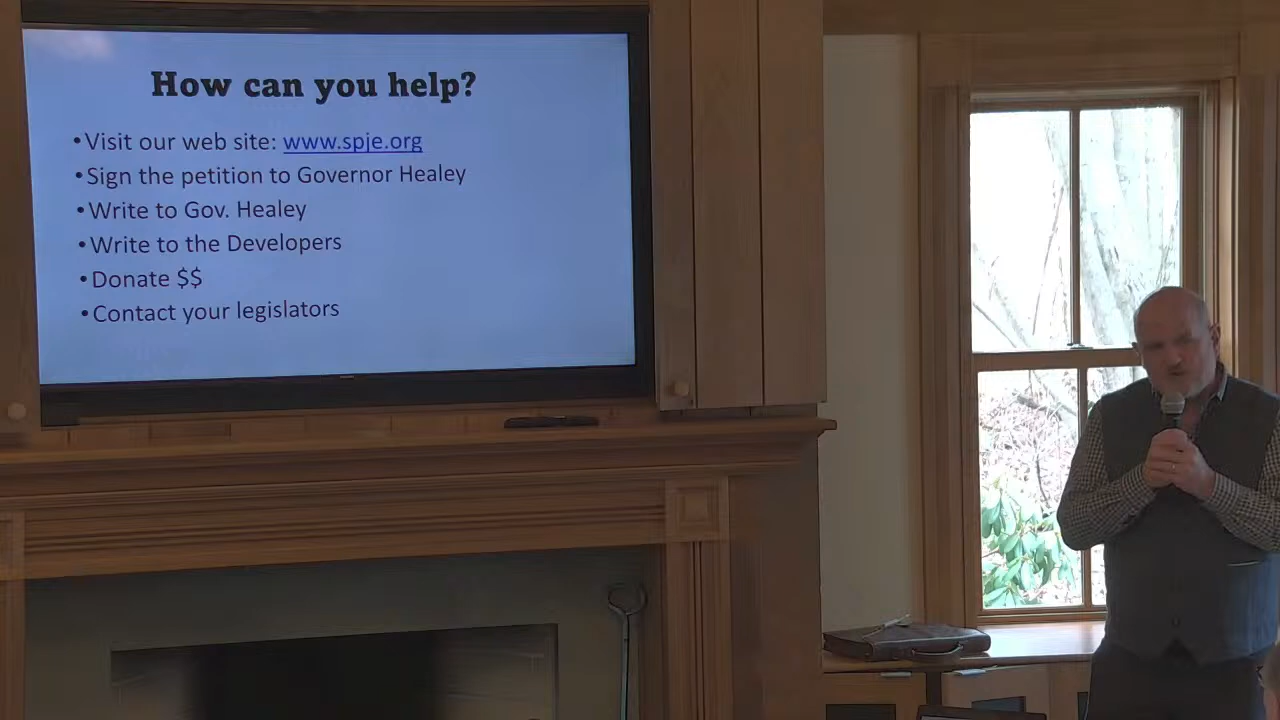 How can you help?
•Visit our web site: www.spje.org
•Sign the petition to Governor Healey
•Write to Gov. Healey
•Write to the Developers
•Donate $$
•Contact your legislators